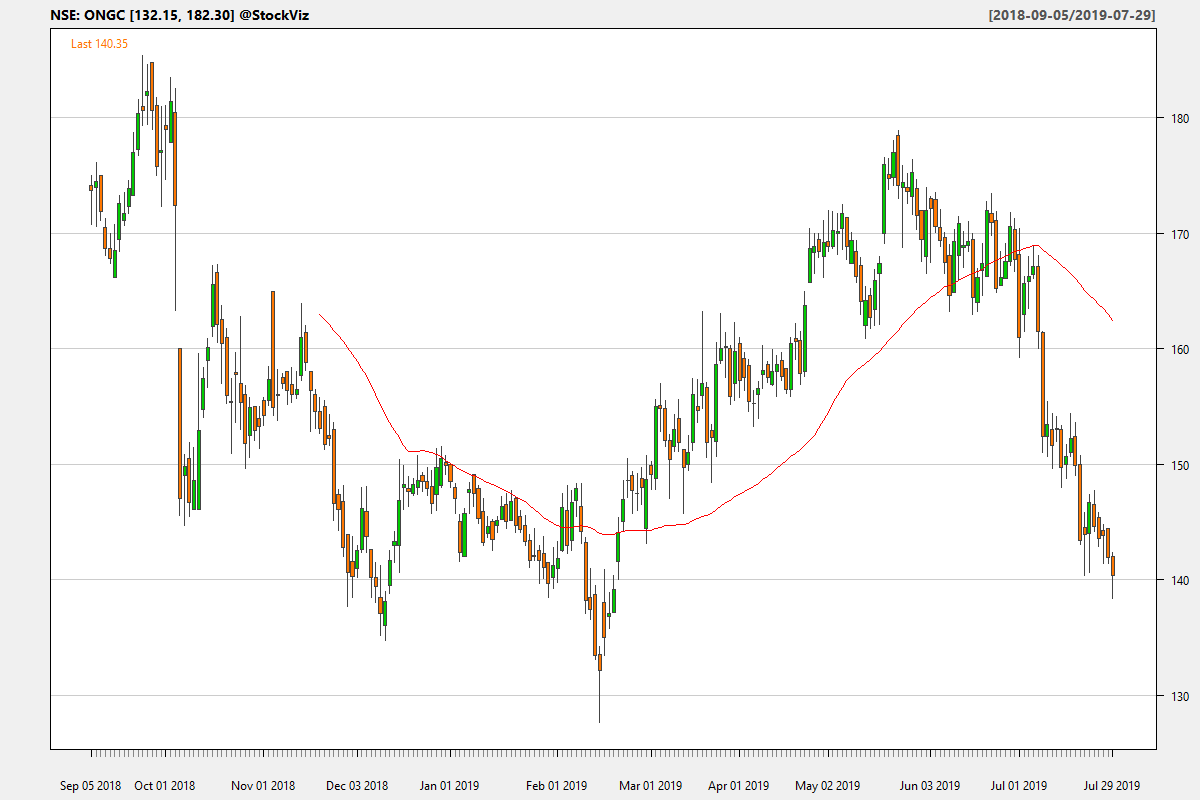 NSE: ONGC [132.15, 182.30] @StockViz
[2018-09-05/2019-07-29]
Last 140.35
180
170
160
150
140
130
Sep 05 2018 Oct 01 2018 Nov 01 2018 Dec 03 2018 Jan 01 2019 Feb 01 2019 Mar 01 2019 Apr 01 2019 May 02 2019 Jun 03 2019 Jul 01 2019 Jul 29 2019